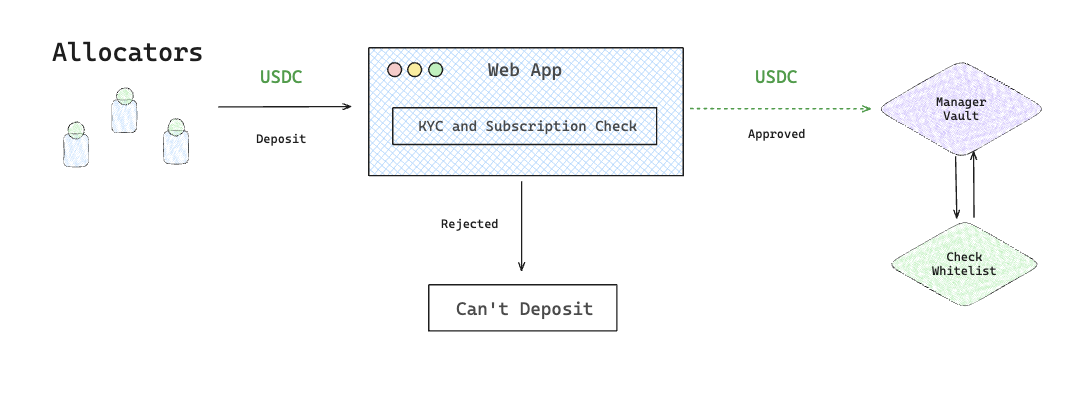 Allocators
USDC
Deposit
Web App
KYC and Subscription Check
USDC
Approved
Manager
Vault
Rejected
Check
Whitelist
Can't Deposit